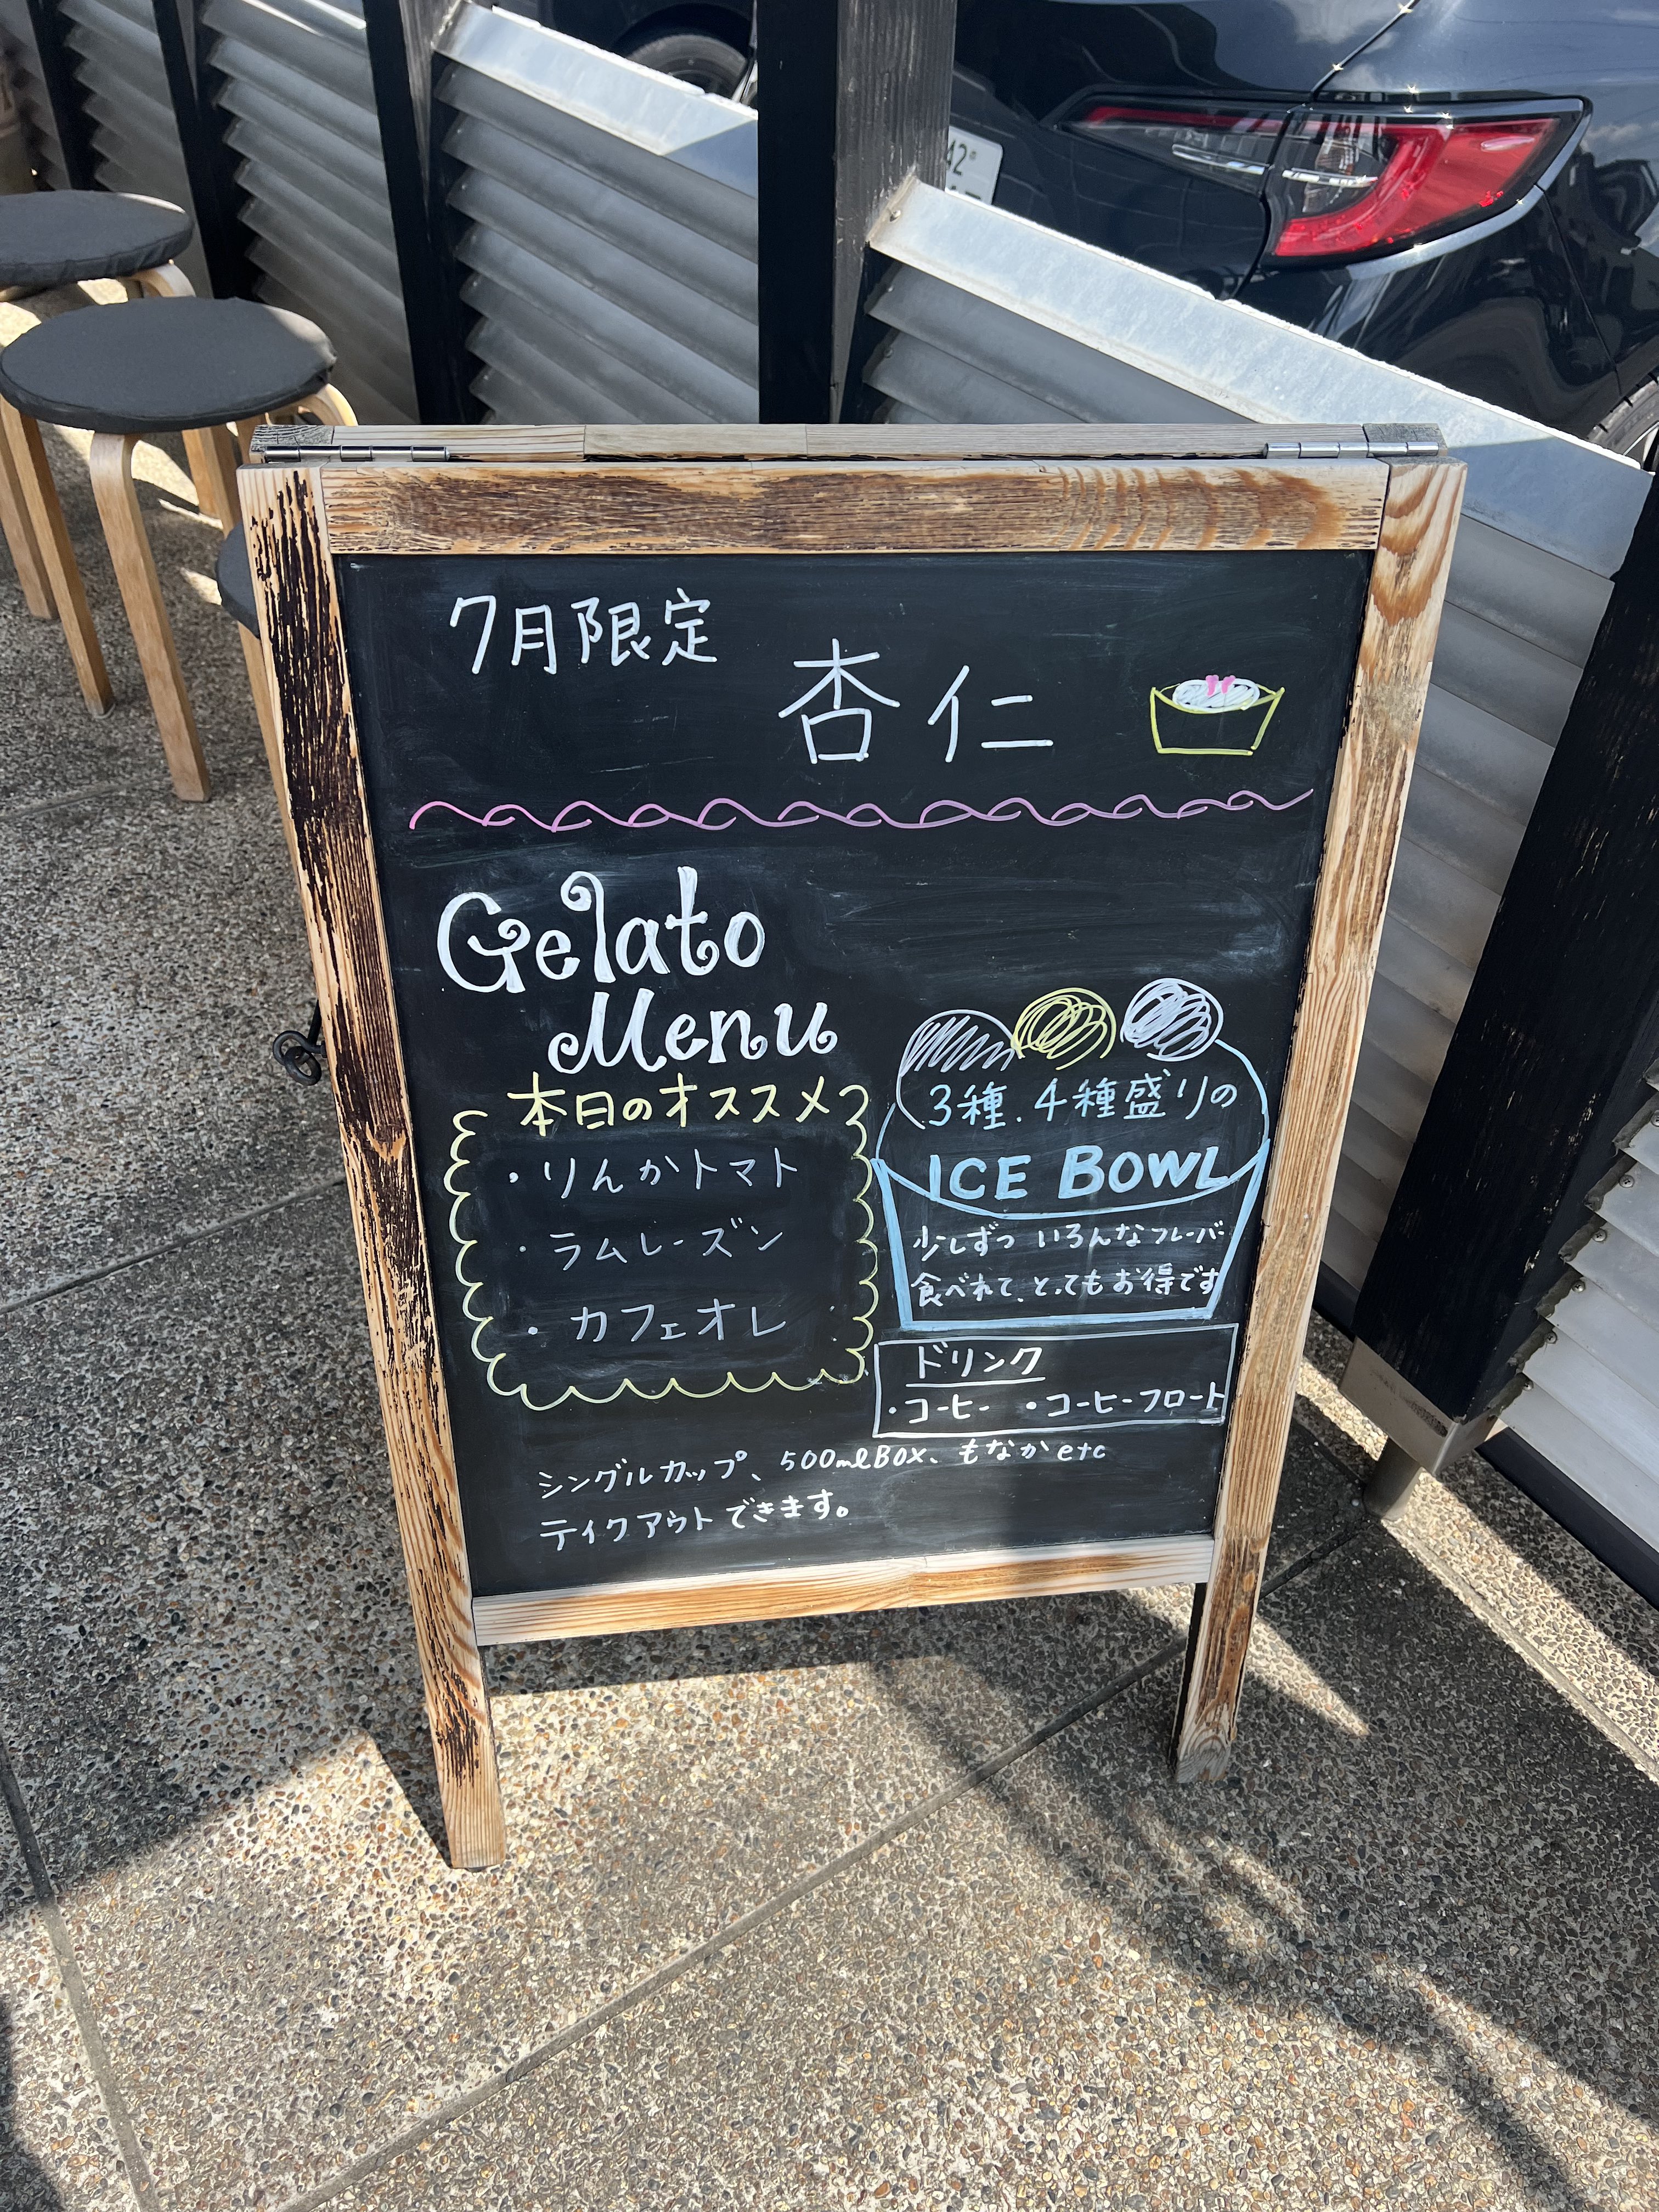 7月限定
杏仁
Gelato
Menu
本日のオススメ
・りんかトマト
・ラムレーズン
・カフェオレ
3種.4種盛りの
ICE BOWL
少しずつ いろんなフレーバー
食べれて、とってもお得です
ドリンク
・コーヒー ・コーヒーフロート
シングルカップ、500mlBOX、もなかetc
テイクアウトできます。
42